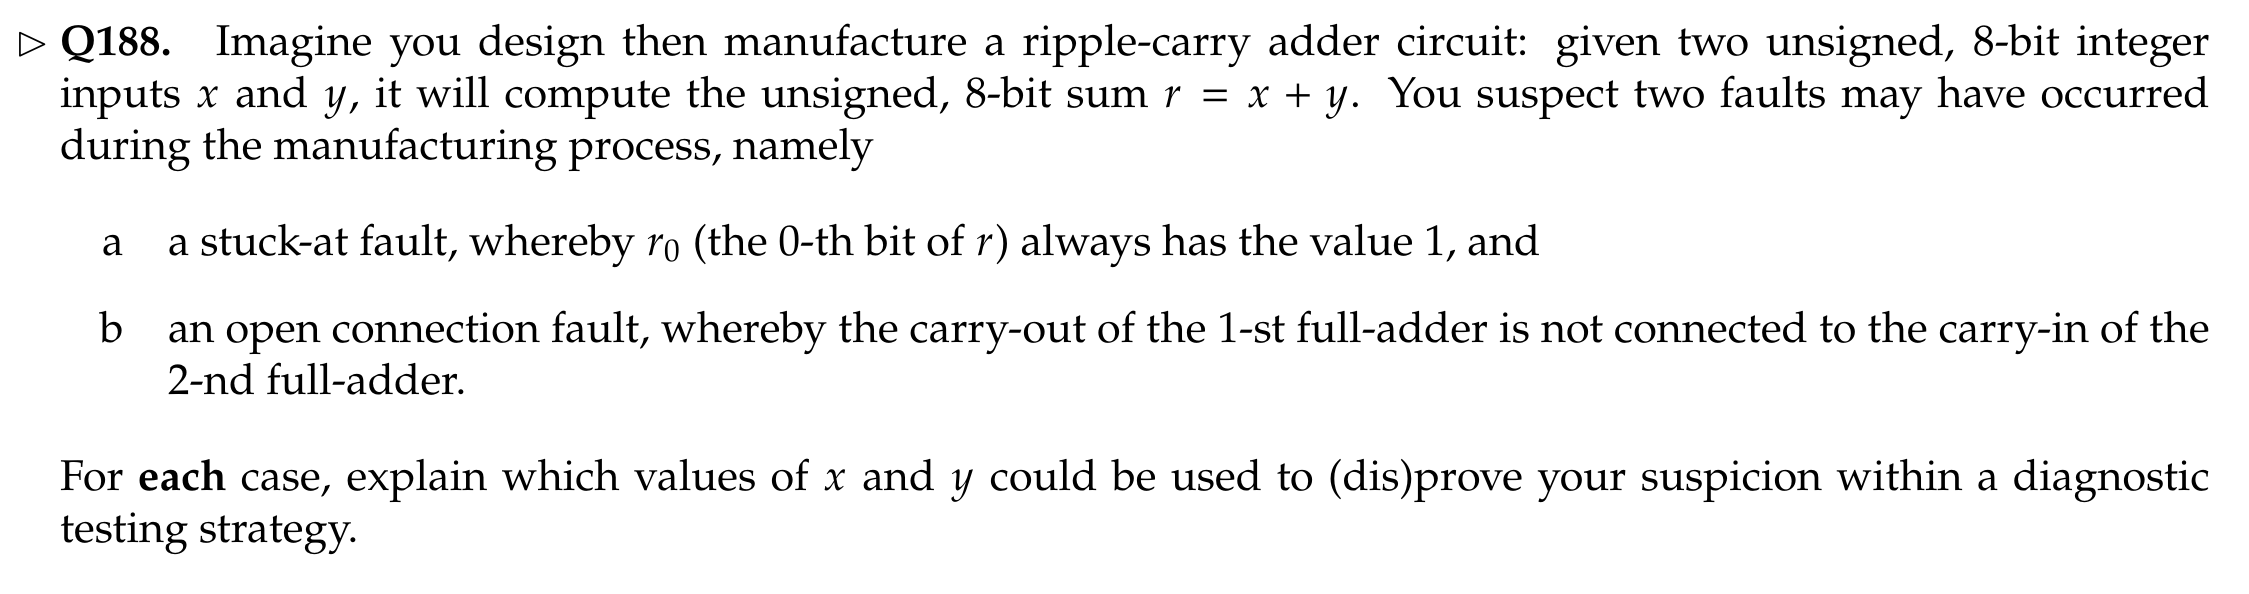 ▷ Q188. Imagine you design then manufacture a ripple-carry adder circuit: given two unsigned, 8-bit integer
inputs x and y, it will compute the unsigned, 8-bit sum r = x + y. You suspect two faults may have occurred
during the manufacturing process, namely
a a stuck-at fault, whereby r₀ (the 0-th bit of r) always has the value 1, and
b an open connection fault, whereby the carry-out of the 1-st full-adder is not connected to the carry-in of the
2-nd full-adder.
For each case, explain which values of x and y could be used to (dis)prove your suspicion within a diagnostic
testing strategy.